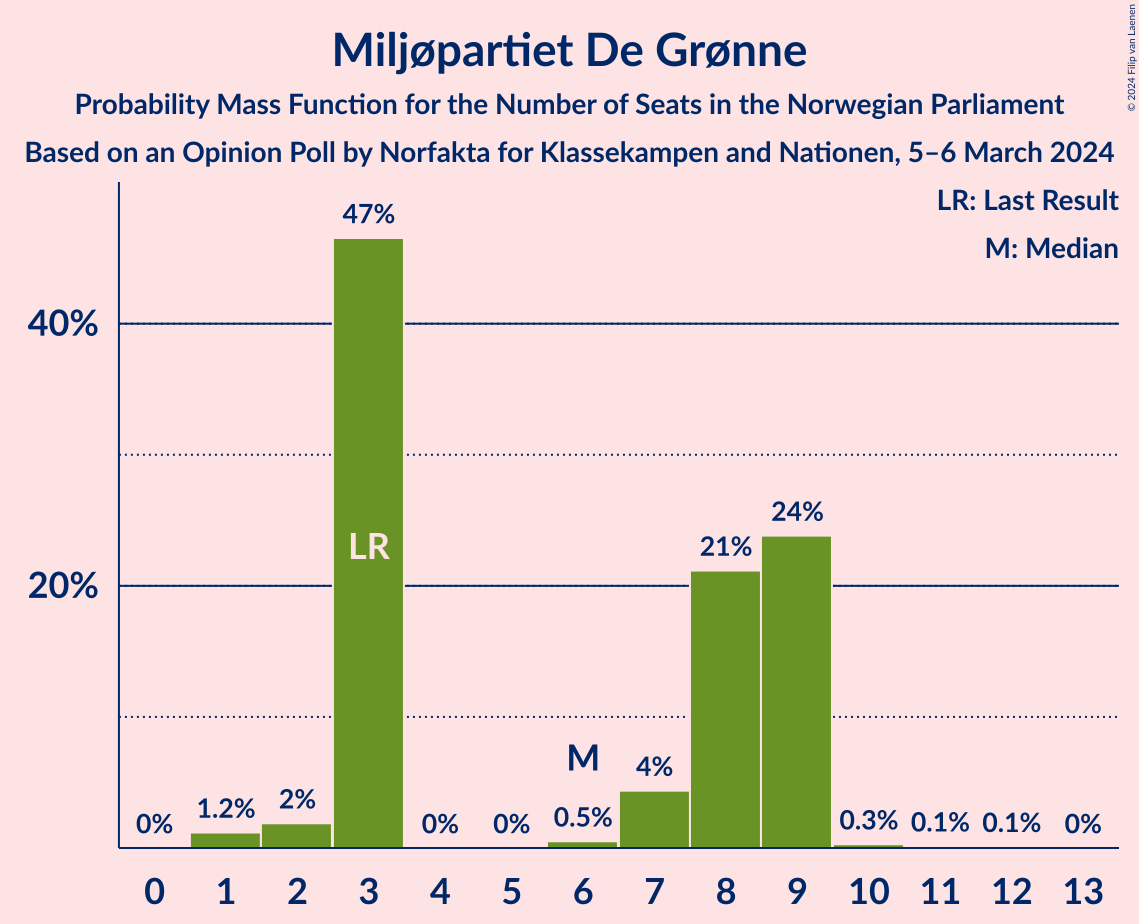 Miljøpartiet De Grønne
Probability Mass Function for the Number of Seats in the Norwegian Parliament
Based on an Opinion Poll by Norfakta for Klassekampen and Nationen, 5–6 March 2024
© 2024 Filip van Laenen
LR: Last Result
M: Median
40%
20%
0%
1.2%
2%
47%
LR
0%
0%
M
0.5%
4%
21%
24%
0.3%
0.1%
0.1%
0%
0 1 2 3 4 5 6 7 8 9 10 11 12 13